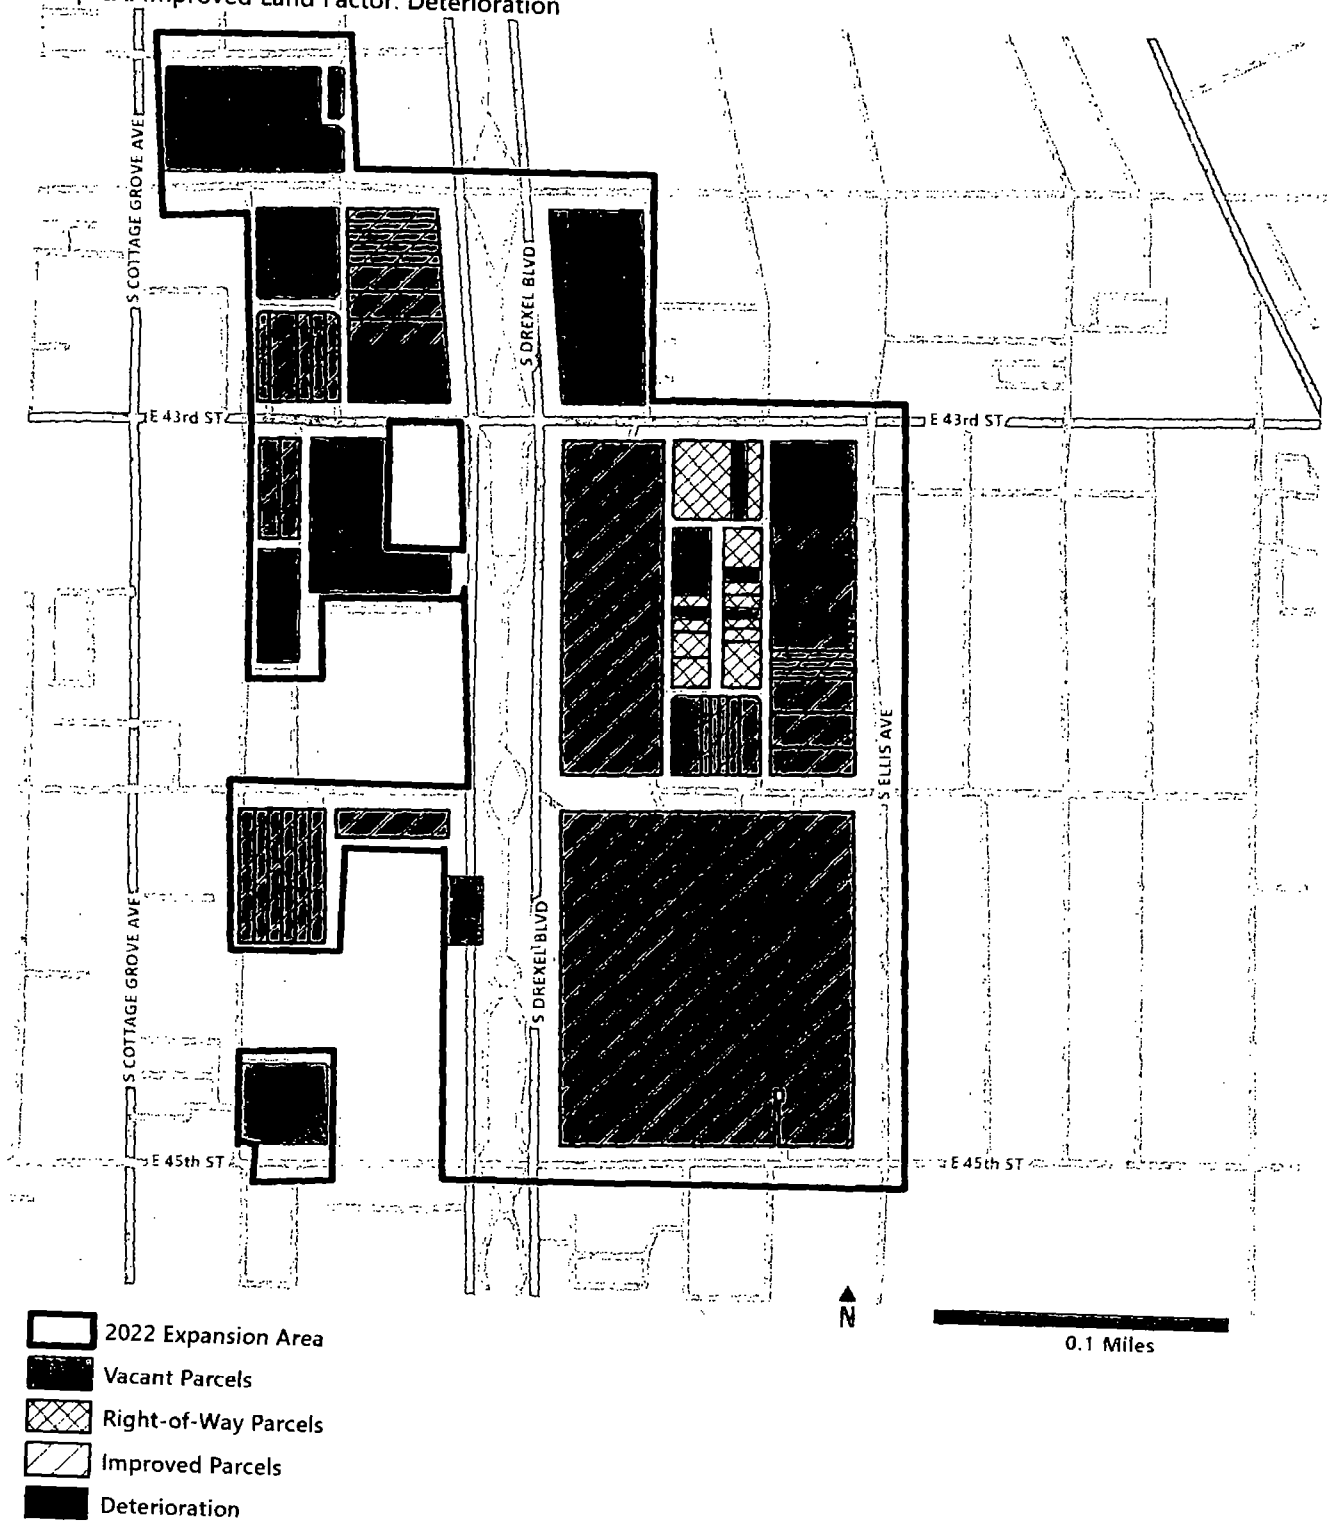 Improved Land Factor: Deterioration
S COTTAGE GROVE AVE
S DREXEL BLVD
E 43rd ST
E 43rd ST
S ELLIS AVE
S COTTAGE GROVE AVE
S DREXEL BLVD
E 45th ST
E 45th ST
N
0.1 Miles
2022 Expansion Area
Vacant Parcels
Right-of-Way Parcels
Improved Parcels
Deterioration